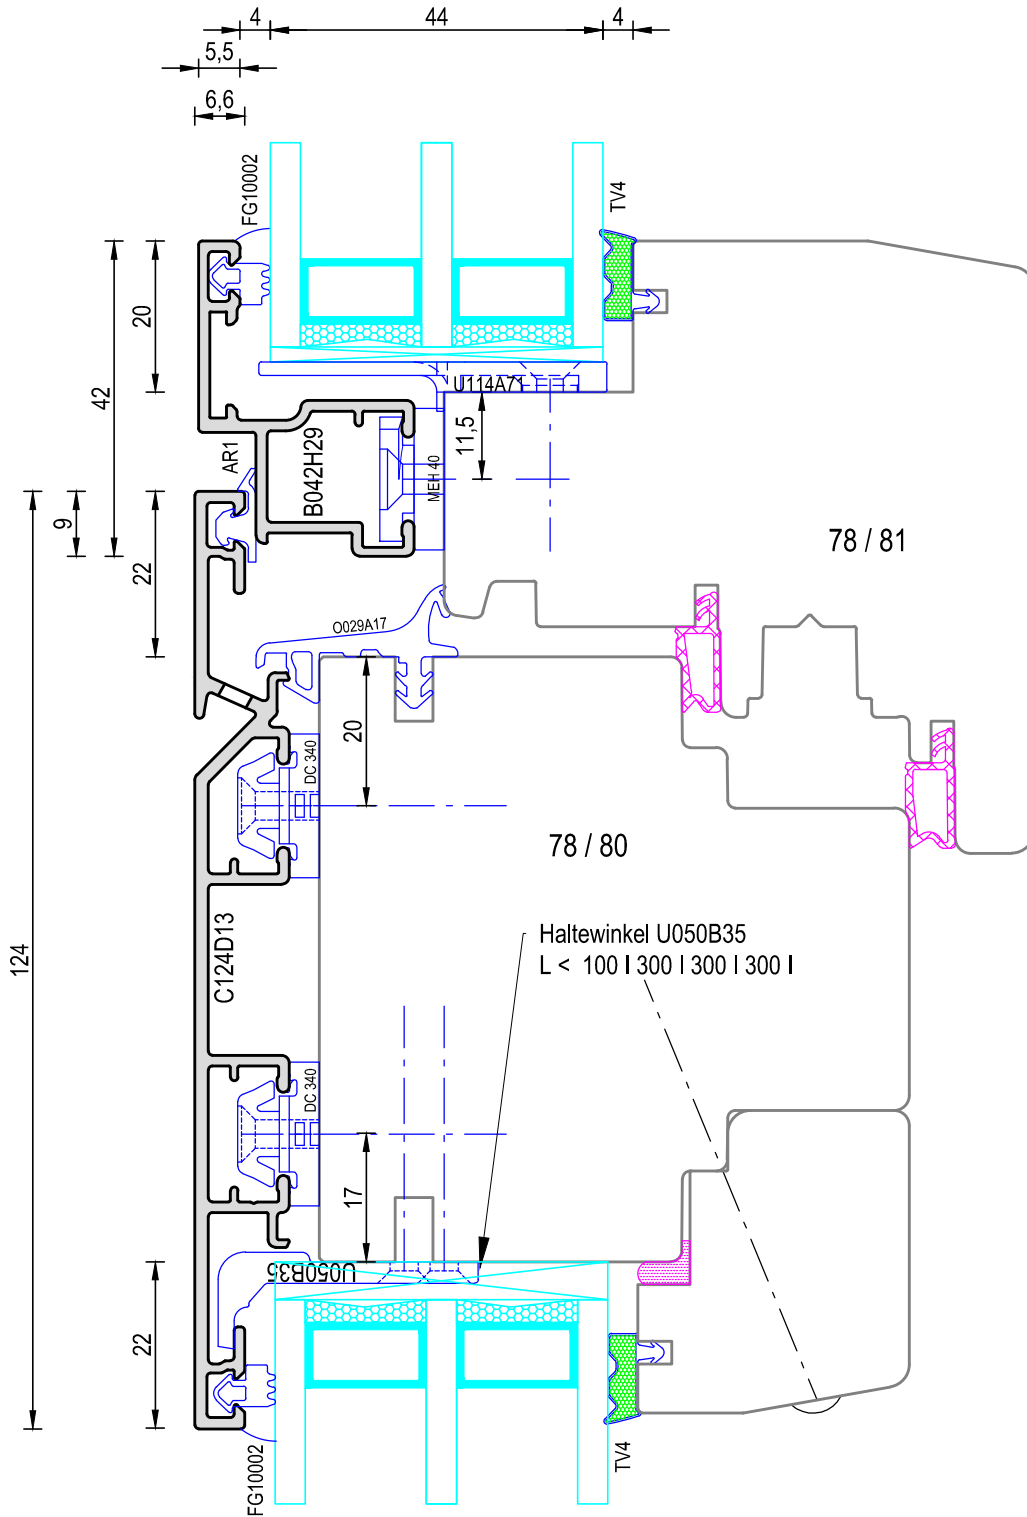 4 44 4
5,5
6,6
FG10002
TV4
20
42
U114A71
11,5
AR1
B042H29
MEH 40
9
22
78 / 81
O029A17
20
DC 340
78 / 80
124
C124D13
Haltewinkel U050B35
L < 100 I 300 I 300 I 300 I
DC 340
17
U050B35
22
FG10002
TV4